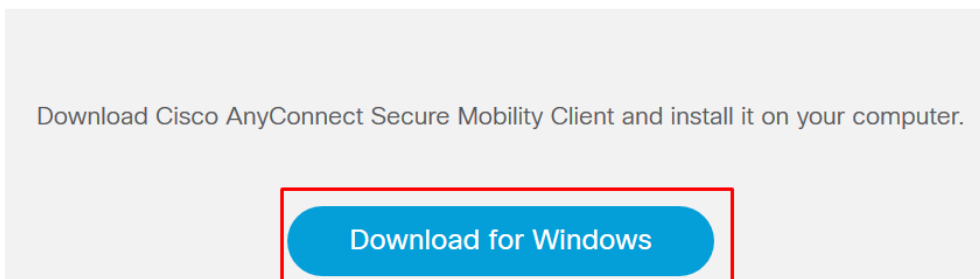 Download Cisco AnyConnect Secure Mobility Client and install it on your computer.
Download for Windows